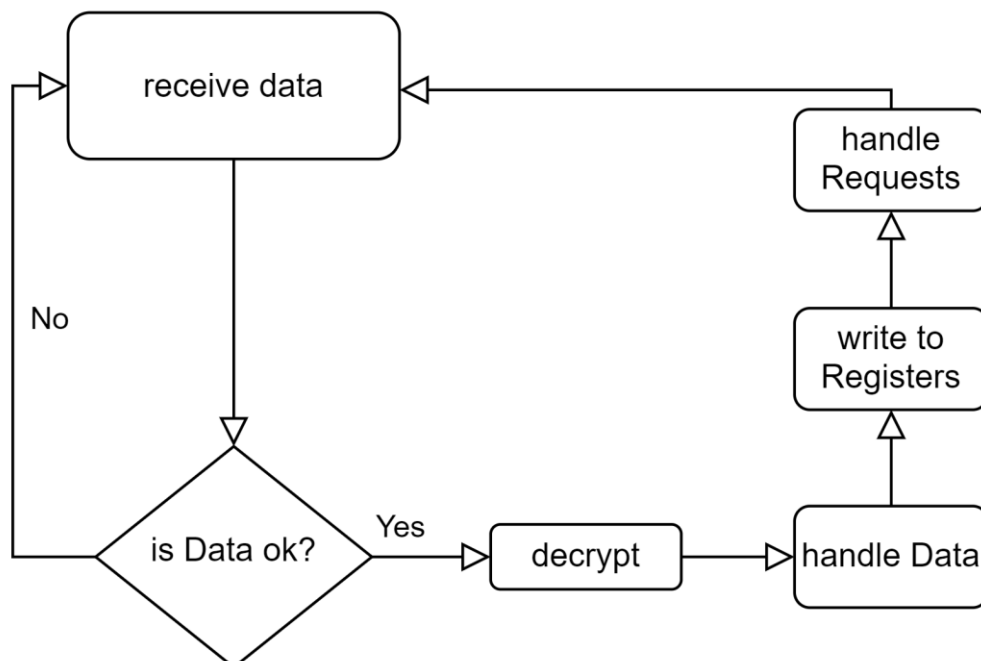 receive data
handle
Requests
No
write to
Registers
Yes
is Data ok?
decrypt
handle Data